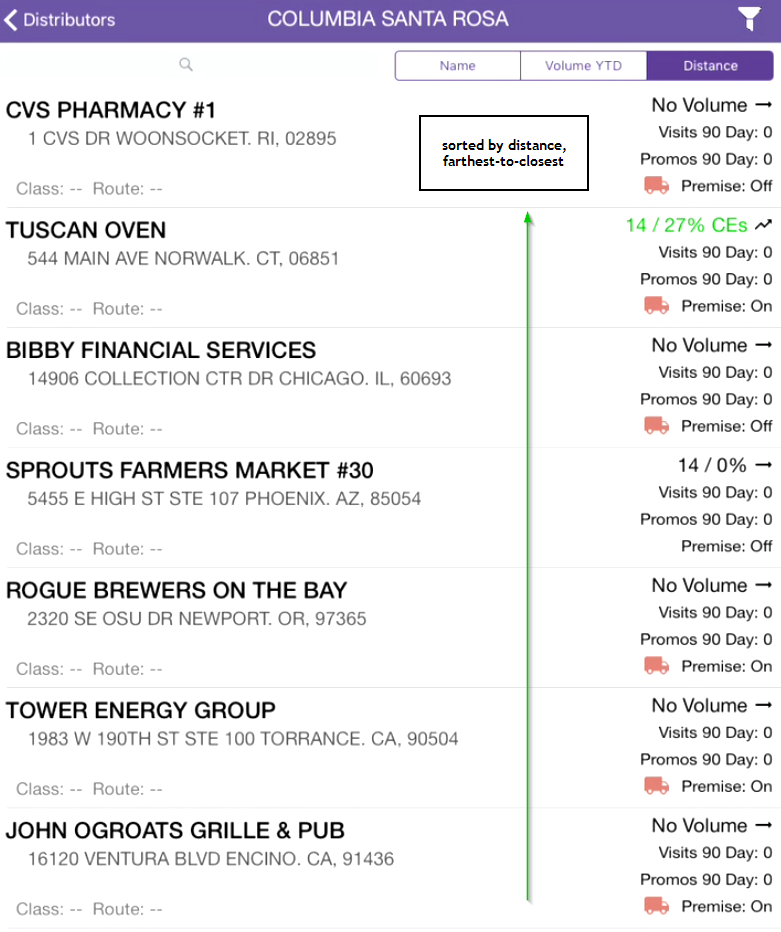 Distributors
COLUMBIA SANTA ROSA
Name
Volume YTD
Distance
CVS PHARMACY #1
1 CVS DR WOONSOCKET. RI, 02895
Class: -- Route: --
No Volume
Visits 90 Day: 0
Promos 90 Day: 0
Premise: Off
sorted by distance,
farthest-to-closest
TUSCAN OVEN
544 MAIN AVE NORWALK. CT, 06851
Class: -- Route: --
14 / 27% CEs
Visits 90 Day: 0
Promos 90 Day: 0
Premise: On
BIBBY FINANCIAL SERVICES
14906 COLLECTION CTR DR CHICAGO. IL, 60693
Class: -- Route: --
No Volume
Visits 90 Day: 0
Promos 90 Day: 0
Premise: Off
SPROUTS FARMERS MARKET #30
5455 E HIGH ST STE 107 PHOENIX. AZ, 85054
Class: -- Route: --
14 / 0%
Visits 90 Day: 0
Promos 90 Day: 0
Premise: Off
ROGUE BREWERS ON THE BAY
2320 SE OSU DR NEWPORT. OR, 97365
Class: -- Route: --
No Volume
Visits 90 Day: 0
Promos 90 Day: 0
Premise: On
TOWER ENERGY GROUP
1983 W 190TH ST STE 100 TORRANCE. CA, 90504
Class: -- Route: --
No Volume
Visits 90 Day: 0
Promos 90 Day: 0
Premise: On
JOHN OGROATS GRILLE & PUB
16120 VENTURA BLVD ENCINO. CA, 91436
Class: -- Route: --
No Volume
Visits 90 Day: 0
Promos 90 Day: 0
Premise: On